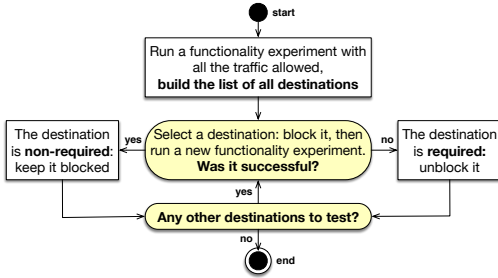 start
Run a functionality experiment with
all the traffic allowed,
build the list of all destinations
The destination
is non-required:
keep it blocked
yes
Select a destination: block it, then
run a new functionality experiment.
Was it successful?
no
The destination
is required:
unblock it
yes
Any other destinations to test?
no
end